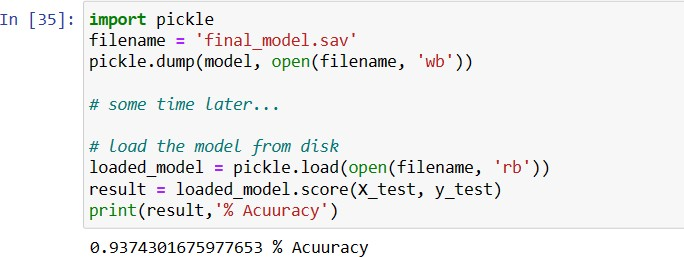 In [35]: import pickle
filename = 'final_model.sav'
pickle.dump(model, open(filename, 'wb'))
# some time later...
# load the model from disk
loaded_model = pickle.load(open(filename, 'rb'))
result = loaded_model.score(X_test, y_test)
print(result,'% Acuuracy')
0.9374301675977653 % Acuuracy